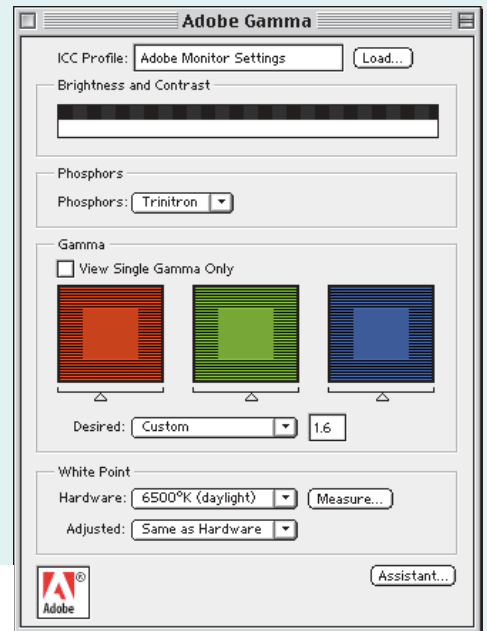 Adobe Gamma
ICC Profile: Adobe Monitor Settings Load...
Brightness and Contrast
Phosphors
Phosphors: Trinitron
Gamma
View Single Gamma Only
Desired: Custom 1.6
White Point
Hardware: 6500°K (daylight) Measure...
Adjusted: Same as Hardware
Assistant...
®
Adobe